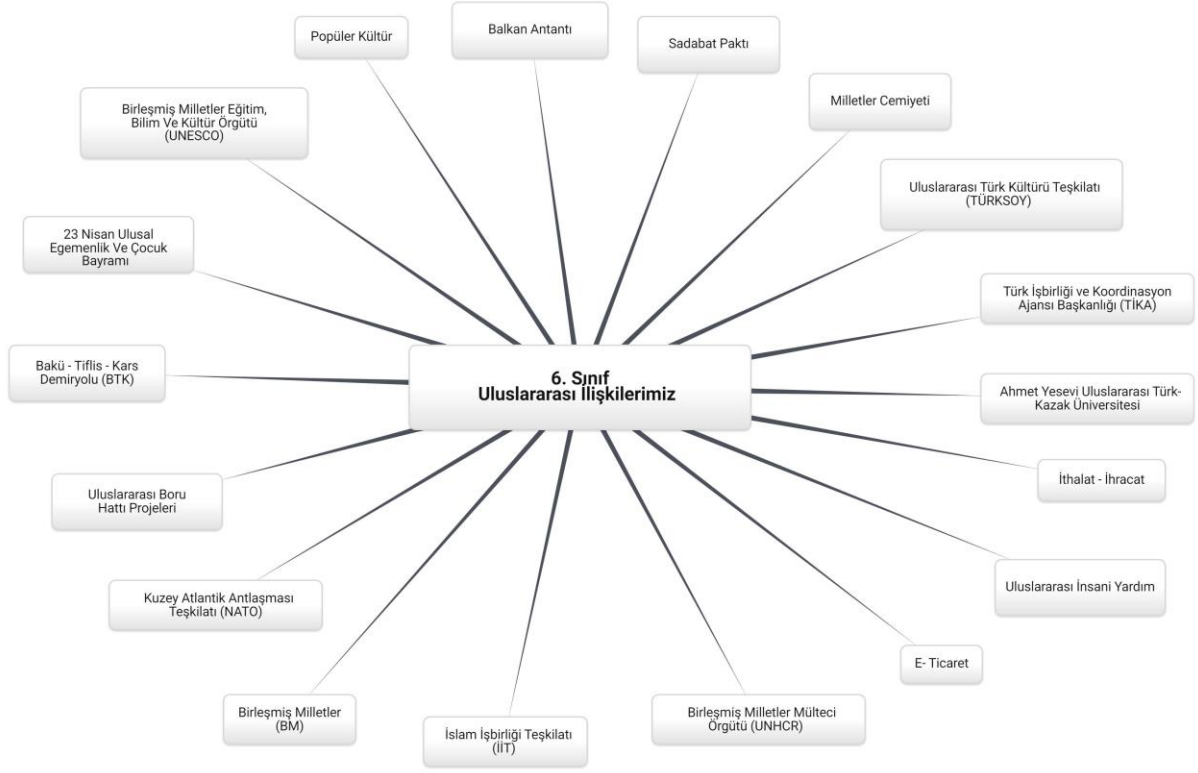 6. Sınıf
Uluslararası İlişkilerimiz
Popüler Kültür
Balkan Antantı
Sadabat Paktı
Milletler Cemiyeti
Uluslararası Türk Kültürü Teşkilatı
(TÜRKSOY)
Türk İşbirliği ve Koordinasyon
Ajansı Başkanlığı (TİKA)
Ahmet Yesevi Uluslararası Türk-
Kazak Üniversitesi
İthalat - İhracat
Uluslararası İnsani Yardım
E- Ticaret
Birleşmiş Milletler Mülteci
Örgütü (UNHCR)
İslam İşbirliği Teşkilatı
(İİT)
Birleşmiş Milletler
(BM)
Kuzey Atlantik Antlaşması
Teşkilatı (NATO)
Uluslararası Boru
Hattı Projeleri
Bakü - Tiflis - Kars
Demiryolu (BTK)
23 Nisan Ulusal
Egemenlik Ve Çocuk
Bayramı
Birleşmiş Milletler Eğitim,
Bilim Ve Kültür Örgütü
(UNESCO)